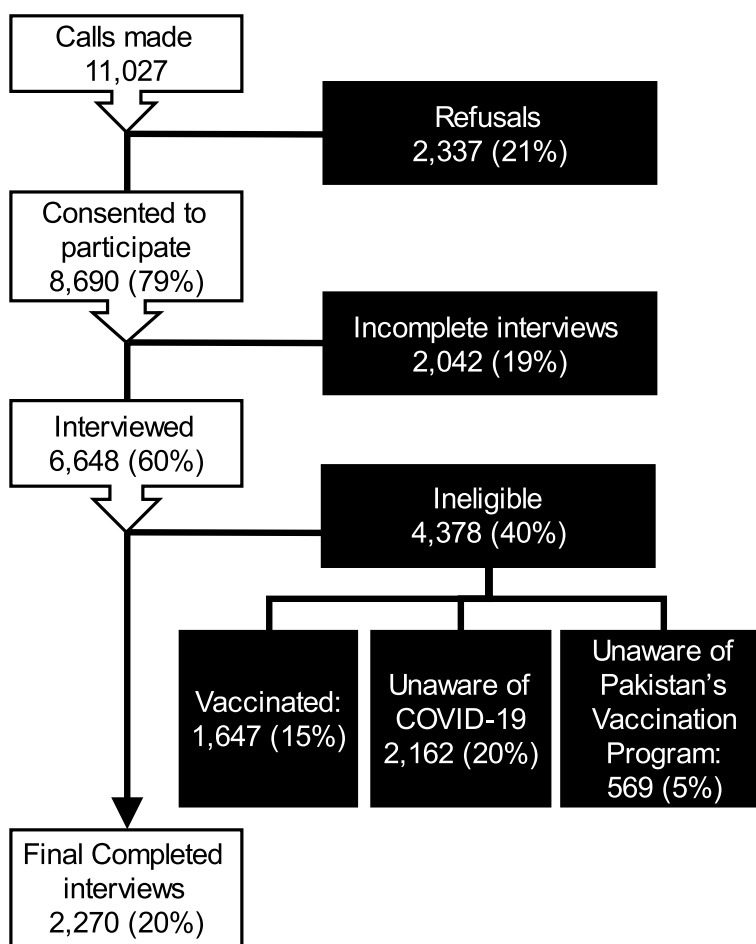 Calls made
11,027
Refusals
2,337 (21%)
Consented to
participate
8,690 (79%)
Incomplete interviews
2,042 (19%)
Interviewed
6,648 (60%)
Ineligible
4,378 (40%)
Vaccinated:
1,647 (15%)
Unaware of
COVID-19
2,162 (20%)
Unaware of
Pakistan’s
Vaccination
Program:
569 (5%)
Final Completed
interviews
2,270 (20%)